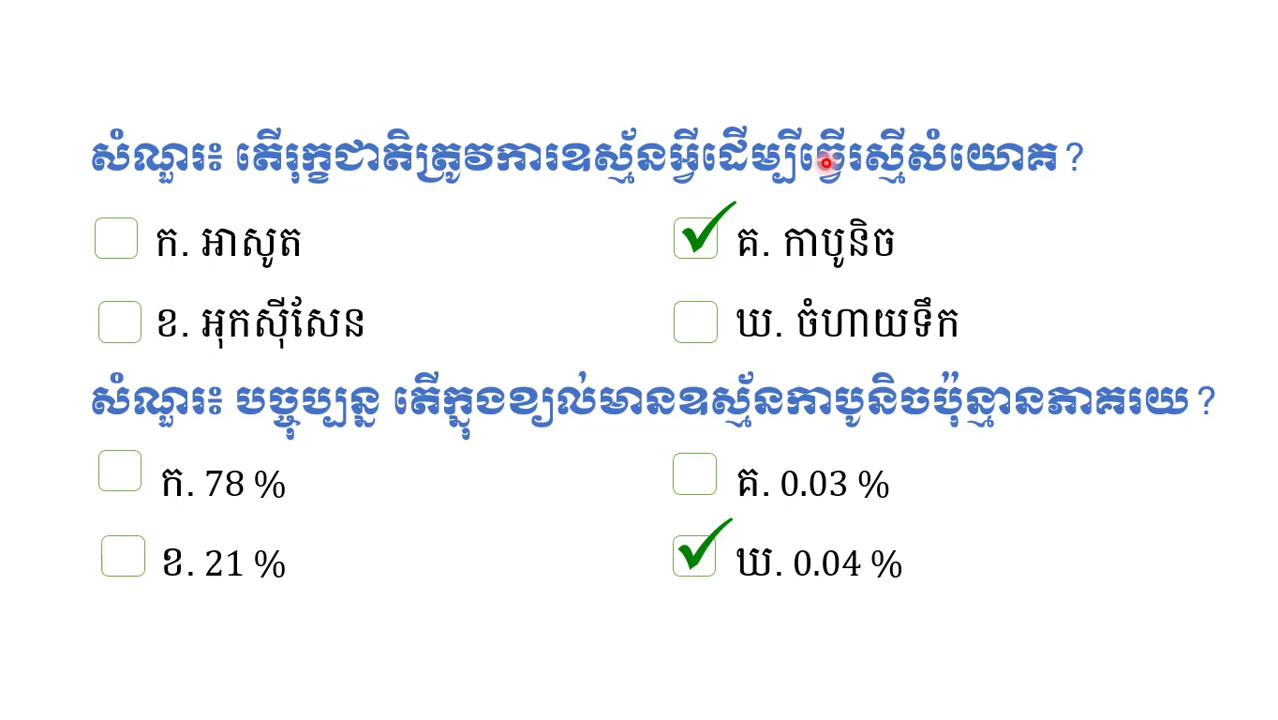 សំណួរ៖ តើរុក្ខជាតិត្រូវការឧស្ម័នអ្វីដើម្បីធ្វើរស្មីសំយោគ?
ក. អាសូត
គ. កាបូនិច
ខ. អុកស៊ីសែន
ឃ. ចំហាយទឹក
សំណួរ៖ បច្ចុប្បន្ន តើក្នុងខ្យល់មានឧស្ម័នកាបូនិចប៉ុន្មានភាគរយ?
ក. 78 %
គ. 0.03 %
ខ. 21 %
ឃ. 0.04 %